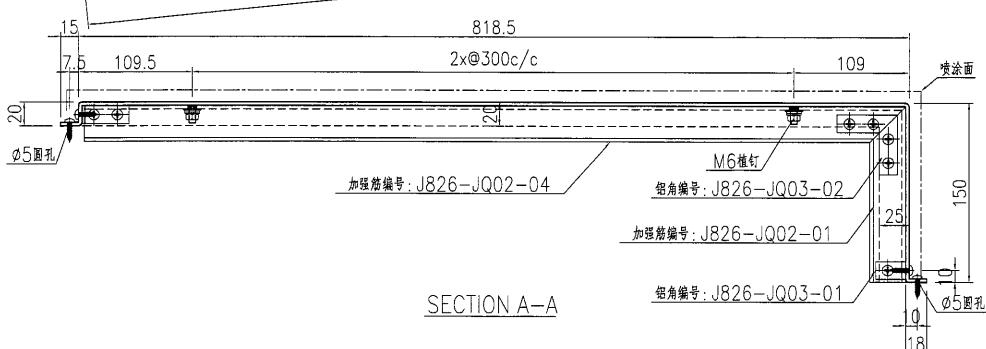 15
818.5
7.5
109.5
2x@300c/c
109
喷涂面
20
20
Ø5圆孔
M6植钉
加强筋编号:J826-JQ02-04
铝角编号:J826-JQ03-02
150
25
加强筋编号:J826-JQ02-01
10
铝角编号:J826-JQ03-01
SECTION A-A
Ø5圆孔
10
18